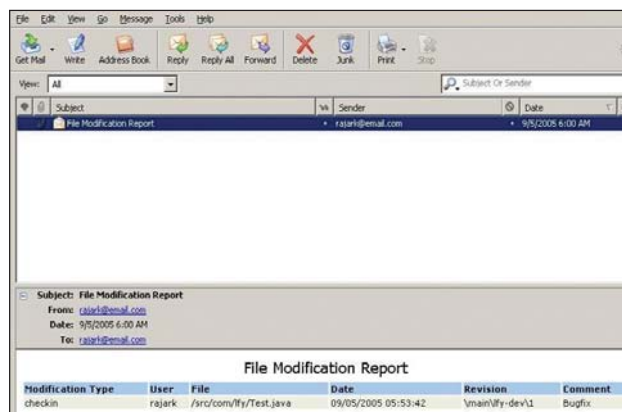 File Edit View Go Message Tools Help
Get Mail Write Address Book Reply Reply All Forward Delete Junk Print Stop
View: All Subject Or Sender
Subject Sender Date
File Modification Report rajark@email.com 9/5/2005 6:00 AM
Subject: File Modification Report
From: rajark@email.com
Date: 9/5/2005 6:00 AM
To: rajark@email.com
File Modification Report
Modification Type User File Date Revision Comment
checkin rajark /src/com/lfy/Test.java 09/05/2005 05:53:42 \main\lfy-dev\1 Bugfix